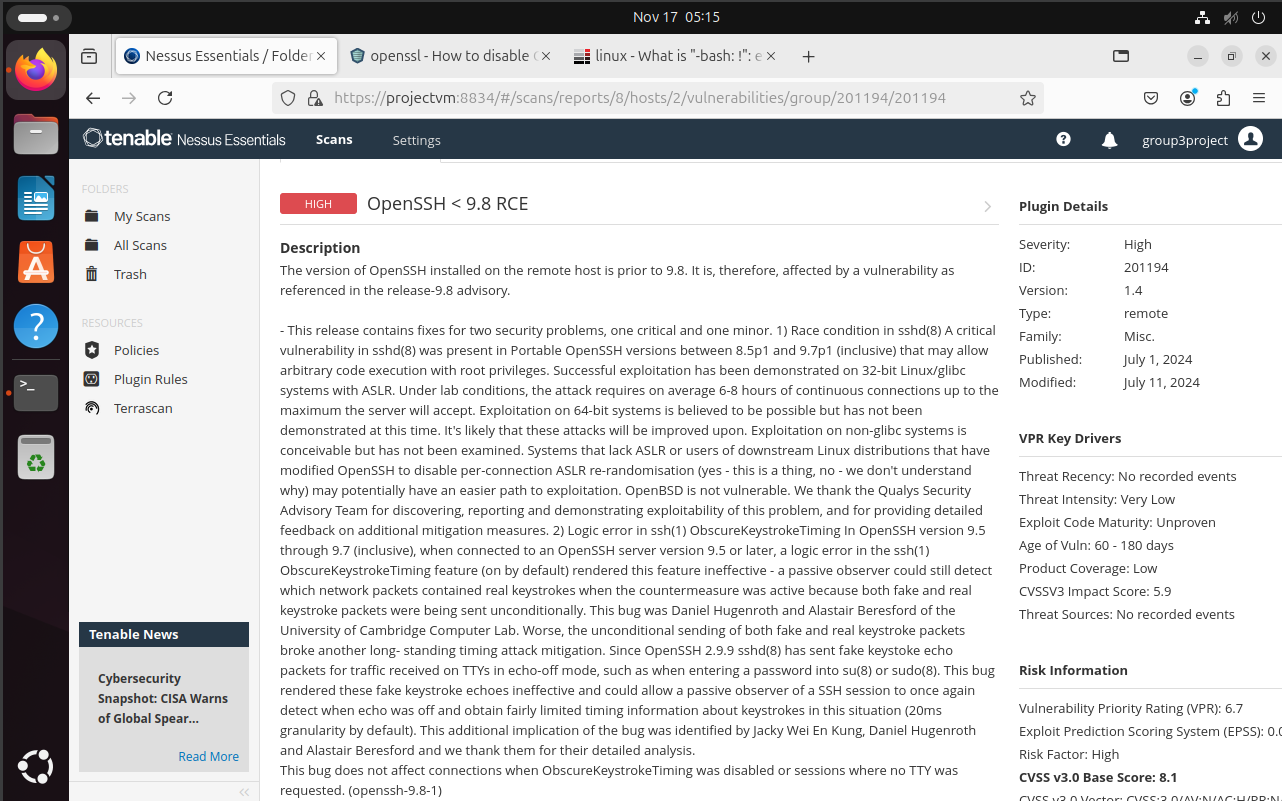 Nov 17 05:15
Nessus Essentials / Folder
openssl - How to disable
linux - What is "-bash: !": e
https://projectvm:8834/#/scans/reports/8/hosts/2/vulnerabilities/group/201194/201194
tenable Nessus Essentials
Scans
Settings
group3project
FOLDERS
My Scans
All Scans
Trash
RESOURCES
Policies
Plugin Rules
Terrascan
Tenable News
Cybersecurity
Snapshot: CISA Warns
of Global Spear...
Read More
HIGH
OpenSSH < 9.8 RCE
Description
The version of OpenSSH installed on the remote host is prior to 9.8. It is, therefore, affected by a vulnerability as
referenced in the release-9.8 advisory.
- This release contains fixes for two security problems, one critical and one minor. 1) Race condition in sshd(8) A critical
vulnerability in sshd(8) was present in Portable OpenSSH versions between 8.5p1 and 9.7p1 (inclusive) that may allow
arbitrary code execution with root privileges. Successful exploitation has been demonstrated on 32-bit Linux/glibc
systems with ASLR. Under lab conditions, the attack requires on average 6-8 hours of continuous connections up to the
maximum the server will accept. Exploitation on 64-bit systems is believed to be possible but has not been
demonstrated at this time. It's likely that these attacks will be improved upon. Exploitation on non-glibc systems is
conceivable but has not been examined. Systems that lack ASLR or users of downstream Linux distributions that have
modified OpenSSH to disable per-connection ASLR re-randomisation (yes - this is a thing, no - we don't understand
why) may potentially have an easier path to exploitation. OpenBSD is not vulnerable. We thank the Qualys Security
Advisory Team for discovering, reporting and demonstrating exploitability of this problem, and for providing detailed
feedback on additional mitigation measures. 2) Logic error in ssh(1) ObscureKeystrokeTiming In OpenSSH version 9.5
through 9.7 (inclusive), when connected to an OpenSSH server version 9.5 or later, a logic error in the ssh(1)
ObscureKeystrokeTiming feature (on by default) rendered this feature ineffective - a passive observer could still detect
which network packets contained real keystrokes when the countermeasure was active because both fake and real
keystroke packets were being sent unconditionally. This bug was Daniel Hugenroth and Alastair Beresford of the
University of Cambridge Computer Lab. Worse, the unconditional sending of both fake and real keystroke packets
broke another long- standing timing attack mitigation. Since OpenSSH 2.9.9 sshd(8) has sent fake keystoke echo
packets for traffic received on TTYs in echo-off mode, such as when entering a password into su(8) or sudo(8). This bug
rendered these fake keystroke echoes ineffective and could allow a passive observer of a SSH session to once again
detect when echo was off and obtain fairly limited timing information about keystrokes in this situation (20ms
granularity by default). This additional implication of the bug was identified by Jacky Wei En Kung, Daniel Hugenroth
and Alastair Beresford and we thank them for their detailed analysis.
This bug does not affect connections when ObscureKeystrokeTiming was disabled or sessions where no TTY was
requested. (openssh-9.8-1)
Plugin Details
Severity: High
ID: 201194
Version: 1.4
Type: remote
Family: Misc.
Published: July 1, 2024
Modified: July 11, 2024
VPR Key Drivers
Threat Recency: No recorded events
Threat Intensity: Very Low
Exploit Code Maturity: Unproven
Age of Vuln: 60 - 180 days
Product Coverage: Low
CVSSV3 Impact Score: 5.9
Threat Sources: No recorded events
Risk Information
Vulnerability Priority Rating (VPR): 6.7
Exploit Prediction Scoring System (EPSS): 0.0
Risk Factor: High
CVSS v3.0 Base Score: 8.1
CVSS v3.0 Vector: CVSS:3.0/AV:N/AC:H/PR:N